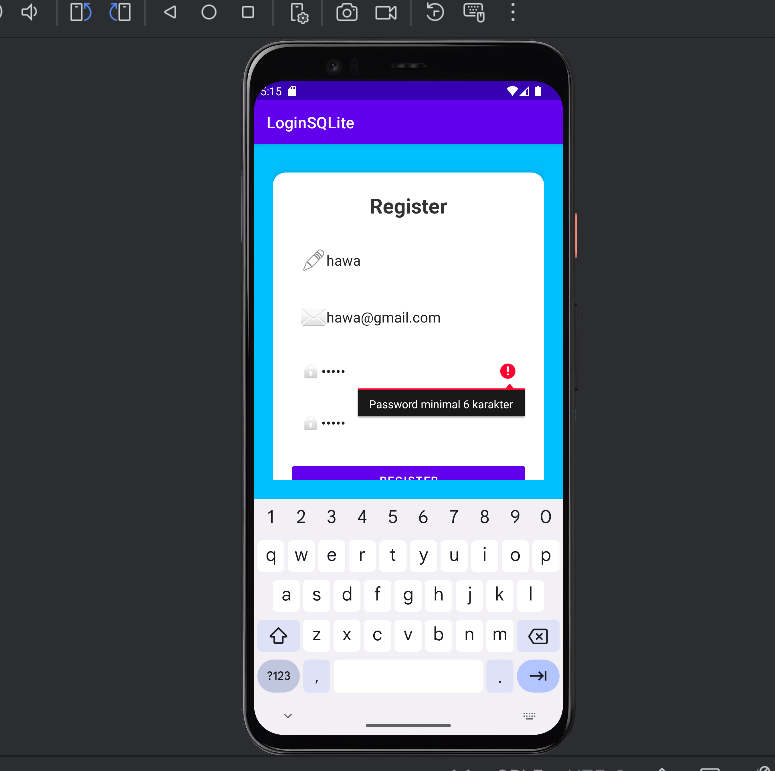 5:15
LoginSQLite
Register
hawa
hawa@gmail.com
•••••
Password minimal 6 karakter
•••••
REGISTER
1 2 3 4 5 6 7 8 9 0
q w e r t y u i o p
a s d f g h j k l
z x c v b n m
?123 , .